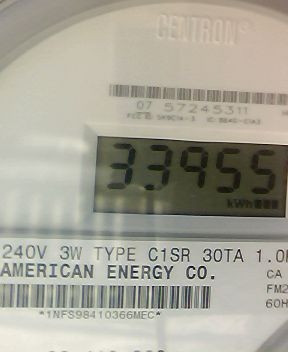 CENTRON®
07 57245311
33955
kWh
240V 3W TYPE C1SR 30TA 1.0
AMERICAN ENERGY CO.
CA
FM2
60H
*1NFS98410366MEC*